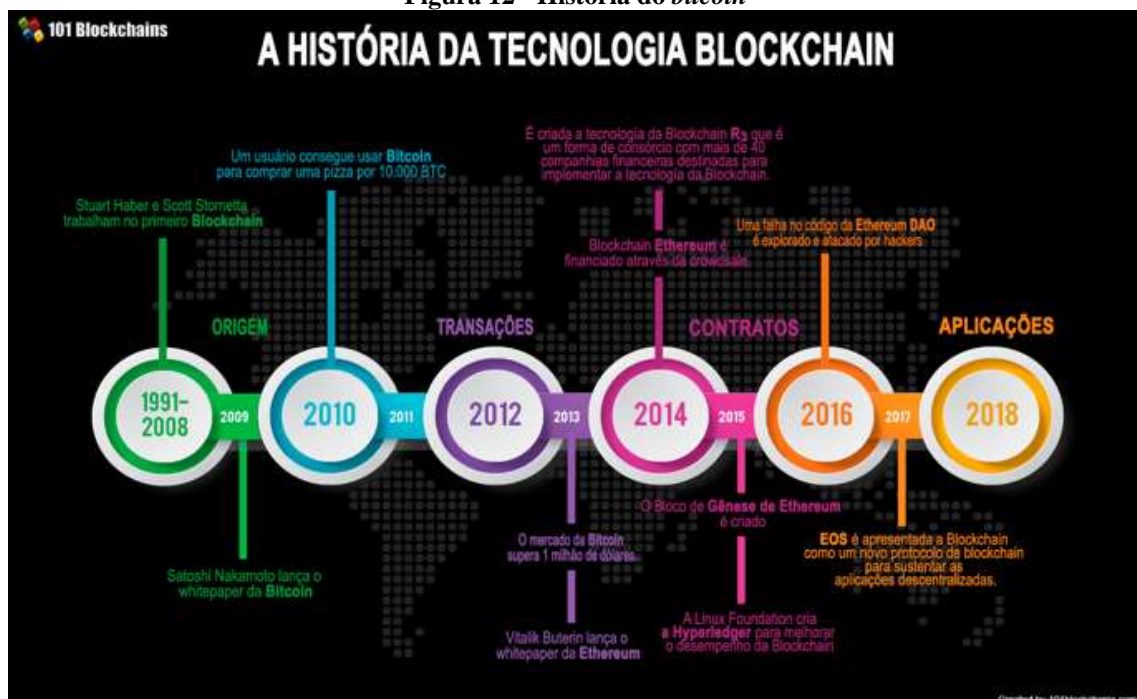 Figura 12 - História do bitcoin
101 Blockchains
A HISTÓRIA DA TECNOLOGIA BLOCKCHAIN
É criada a tecnologia da Blockchain R3 que é
um forma de consórcio com mais de 40
companhias financeiras destinadas para
implementar a tecnologia da Blockchain.
Um usuário consegue usar Bitcoin
para comprar uma pizza por 10.000 BTC
Stuart Haber e Scott Stornetta
trabalham no primeiro Blockchain
Uma falha no código da Ethereum DAO
é explorado e atacado por hackers
Blockchain Ethereum é
financiado através da crowdsale.
ORIGEM
TRANSAÇÕES
CONTRATOS
APLICAÇÕES
1991-
2008
2009
2010
2011
2012
2013
2014
2015
2016
2017
2018
O Bloco de Gênese de Ethereum
é criado
O mercado da Bitcoin
supera 1 milhão de dólares.
EOS é apresentada a Blockchain
como um novo protocolo de blockchain
para sustentar as
aplicações descentralizadas.
Satoshi Nakamoto lança o
whitepaper da Bitcoin
A Linux Foundation cria
a Hyperledger para melhorar
o desempenho da Blockchain
Vitalik Buterin lança o
whitepaper da Ethereum
Created by 101blockchains.com